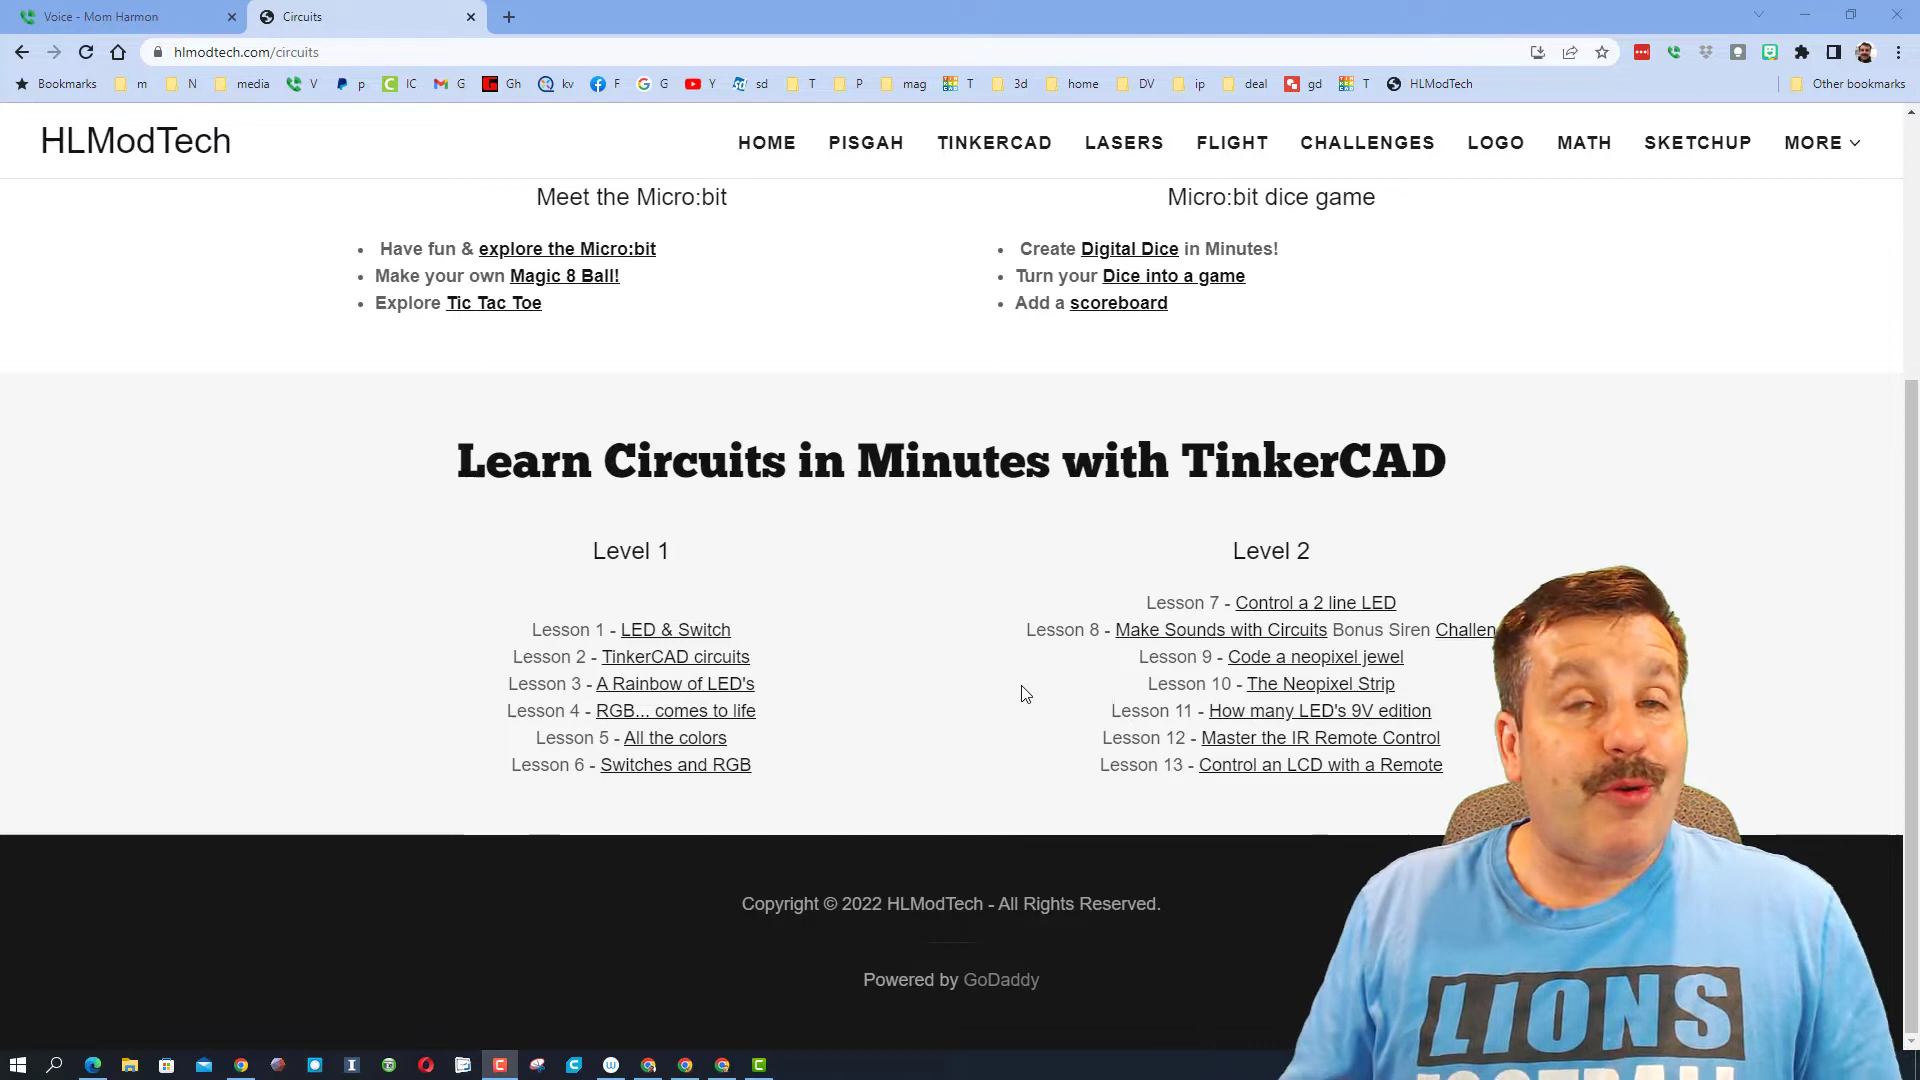 Voice - Mom Harmon
Circuits
hlmodtech.com/circuits
Bookmarks m N media V p IC G Gh kv F G Y sd T P mag T 3d home DV ip deal gd T HLModTech Other bookmarks
HLModTech
HOME PISGAH TINKERCAD LASERS FLIGHT CHALLENGES LOGO MATH SKETCHUP MORE
Meet the Micro:bit
Have fun & explore the Micro:bit
Make your own Magic 8 Ball!
Explore Tic Tac Toe
Micro:bit dice game
Create Digital Dice in Minutes!
Turn your Dice into a game
Add a scoreboard
Learn Circuits in Minutes with TinkerCAD
Level 1
Lesson 1 - LED & Switch
Lesson 2 - TinkerCAD circuits
Lesson 3 - A Rainbow of LED's
Lesson 4 - RGB... comes to life
Lesson 5 - All the colors
Lesson 6 - Switches and RGB
Level 2
Lesson 7 - Control a 2 line LED
Lesson 8 - Make Sounds with Circuits Bonus Siren Challen
Lesson 9 - Code a neopixel jewel
Lesson 10 - The Neopixel Strip
Lesson 11 - How many LED's 9V edition
Lesson 12 - Master the IR Remote Control
Lesson 13 - Control an LCD with a Remote
Copyright © 2022 HLModTech - All Rights Reserved.
Powered by GoDaddy
LIONS
FOOTBALL